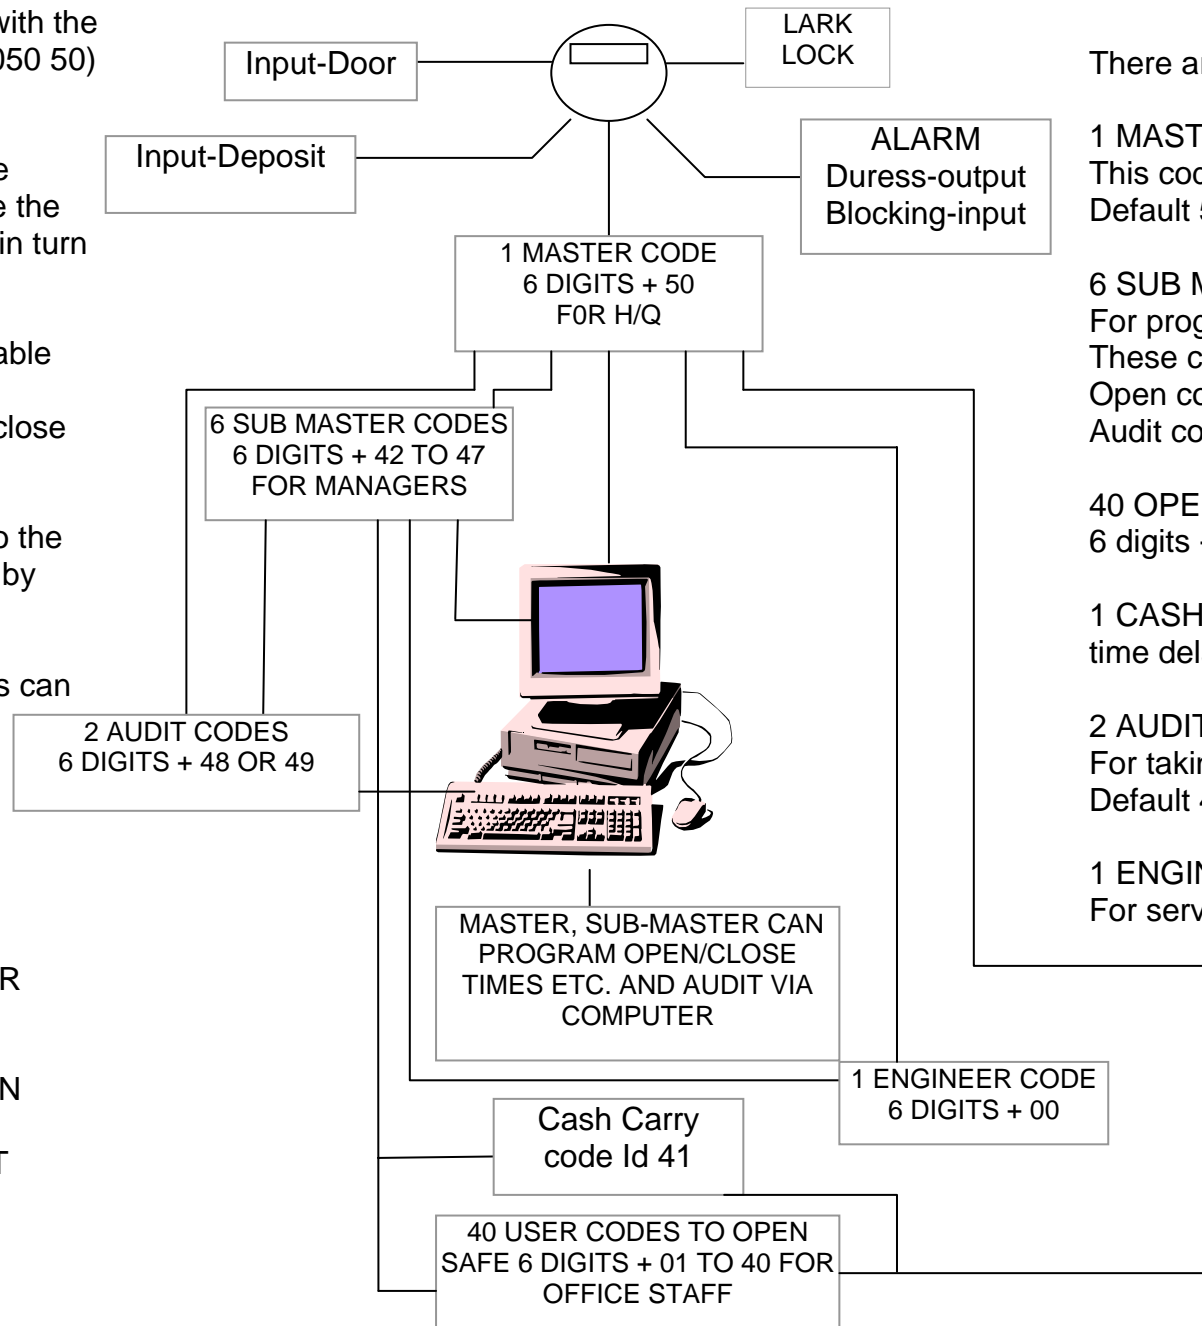 with the
050 50)
e
e the
in turn
able
close
o the
by
s can
R
N
T
Input-Door
LARK
LOCK
Input-Deposit
ALARM
Duress-output
Blocking-input
1 MASTER CODE
6 DIGITS + 50
F0R H/Q
6 SUB MASTER CODES
6 DIGITS + 42 TO 47
FOR MANAGERS
2 AUDIT CODES
6 DIGITS + 48 OR 49
MASTER, SUB-MASTER CAN
PROGRAM OPEN/CLOSE
TIMES ETC. AND AUDIT VIA
COMPUTER
1 ENGINEER CODE
6 DIGITS + 00
Cash Carry
code Id 41
40 USER CODES TO OPEN
SAFE 6 DIGITS + 01 TO 40 FOR
OFFICE STAFF
There ar
1 MAST
This cod
Default 5
6 SUB M
For prog
These c
Open co
Audit co
40 OPE
6 digits
1 CASH
time del
2 AUDIT
For takin
Default 4
1 ENGIN
For serv